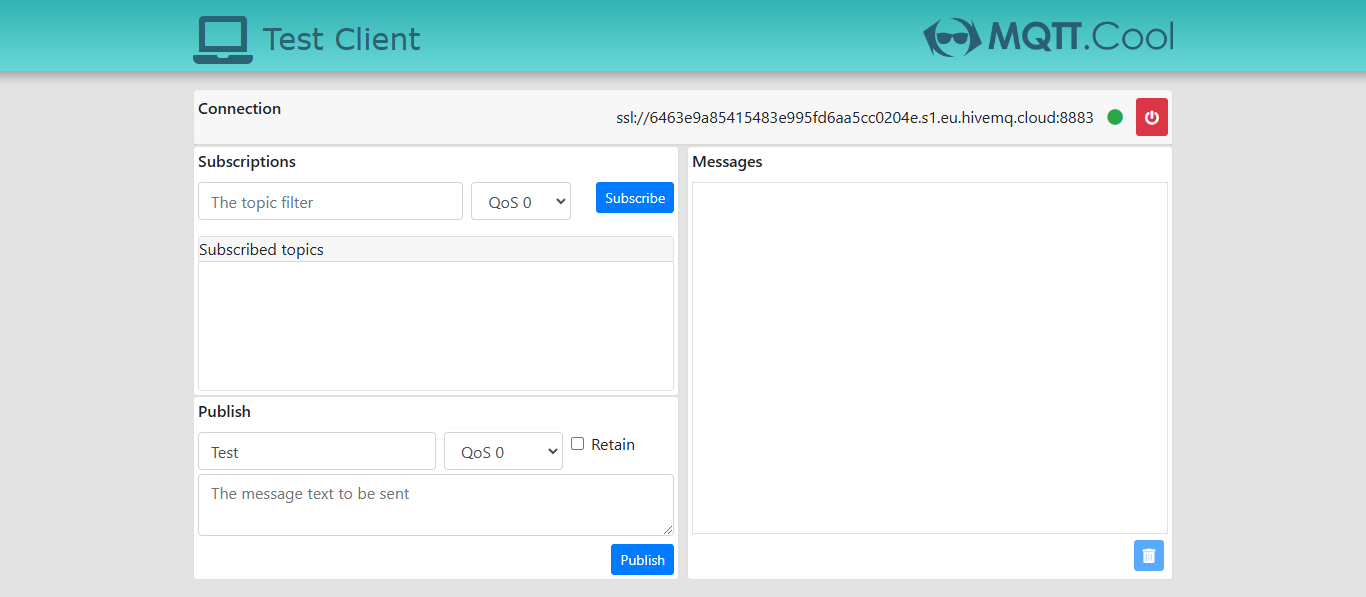 Test Client
MQTT.Cool
Connection
ssl://6463e9a85415483e995fd6aa5cc0204e.s1.eu.hivemq.cloud:8883
Subscriptions
The topic filter
QoS 0
Subscribe
Subscribed topics
Publish
Test
QoS 0
Retain
The message text to be sent
Publish
Messages